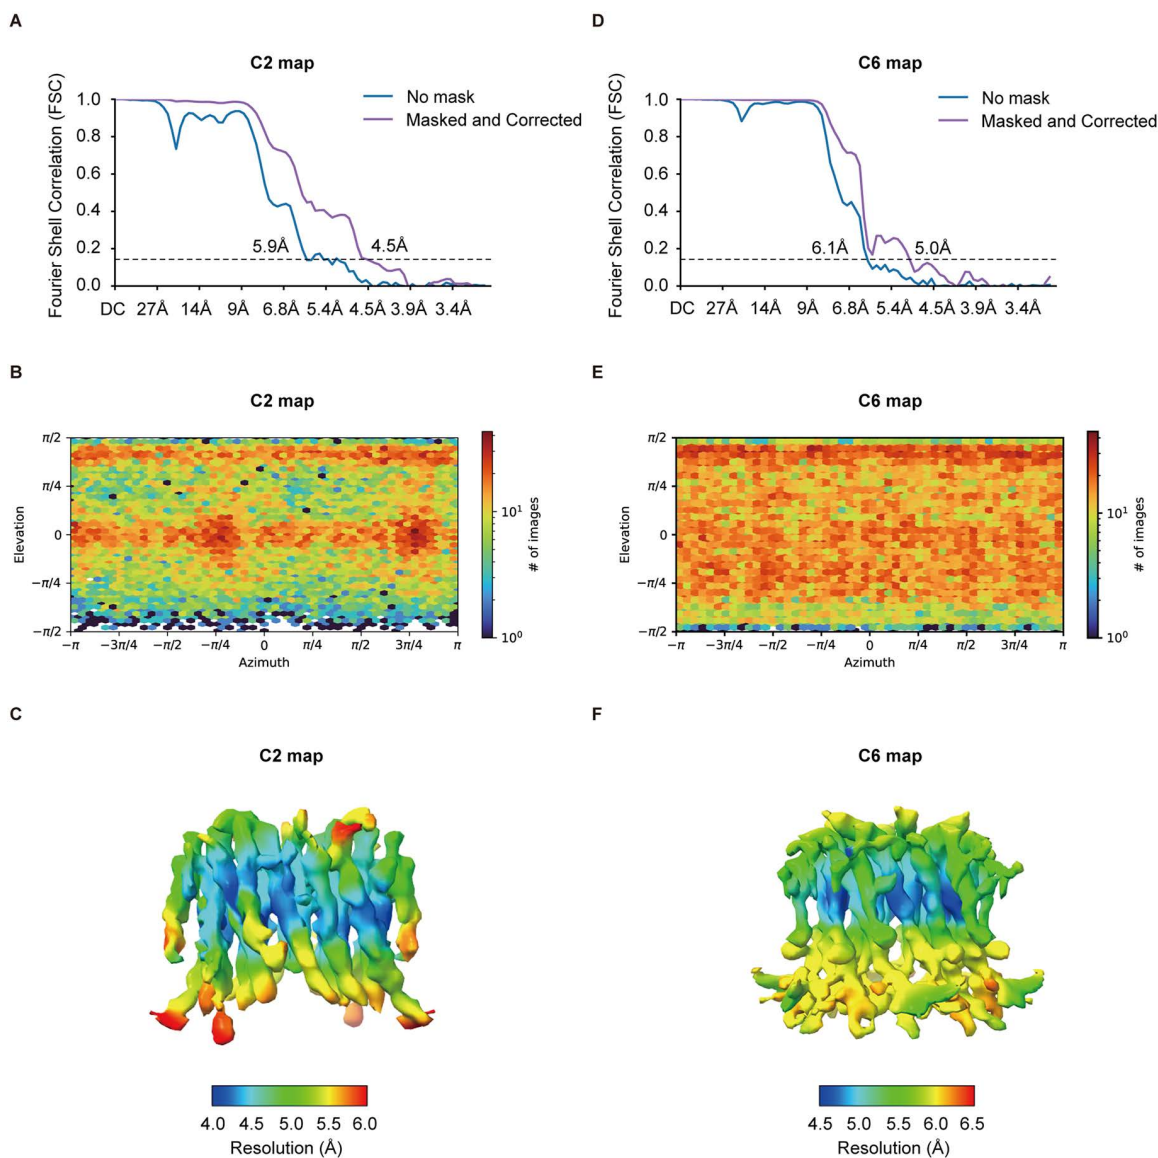 A
C2 map
No mask
Masked and Corrected
Fourier Shell Correlation (FSC)
1.0
0.8
0.6
0.4
0.2
0.0
5.9Å
4.5Å
DC 27Å 14Å 9Å 6.8Å 5.4Å 4.5Å 3.9Å 3.4Å
D
C6 map
No mask
Masked and Corrected
Fourier Shell Correlation (FSC)
1.0
0.8
0.6
0.4
0.2
0.0
6.1Å
5.0Å
DC 27Å 14Å 9Å 6.8Å 5.4Å 4.5Å 3.9Å 3.4Å
B
C2 map
Elevation
π/2
π/4
0
−π/4
−π/2
−π −3π/4 −π/2 −π/4 0 π/4 π/2 3π/4 π
Azimuth
10¹
10⁰
# of images
E
C6 map
Elevation
π/2
π/4
0
−π/4
−π/2
−π −3π/4 −π/2 −π/4 0 π/4 π/2 3π/4 π
Azimuth
10¹
10⁰
# of images
C
C2 map
4.0 4.5 5.0 5.5 6.0
Resolution (Å)
F
C6 map
4.5 5.0 5.5 6.0 6.5
Resolution (Å)